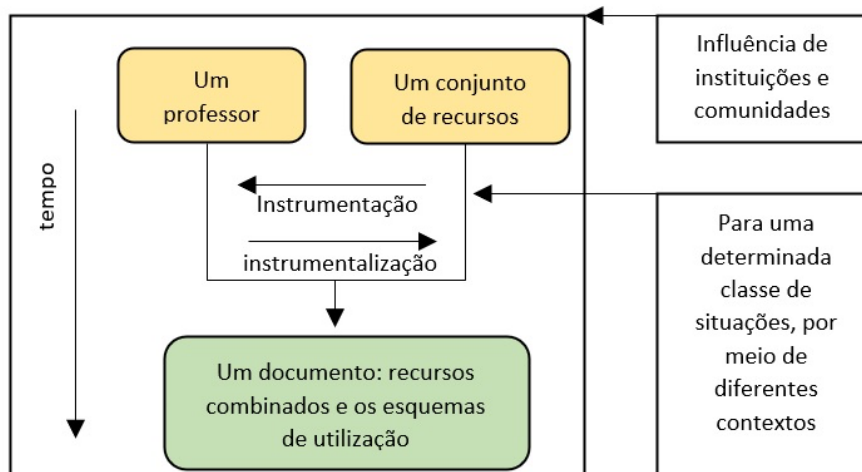 Um
professor
Um conjunto
de recursos
Influência de
instituições e
comunidades
tempo
Instrumentação
instrumentalização
Para uma
determinada
classe de
situações, por
meio de
diferentes
contextos
Um documento: recursos
combinados e os esquemas
de utilização